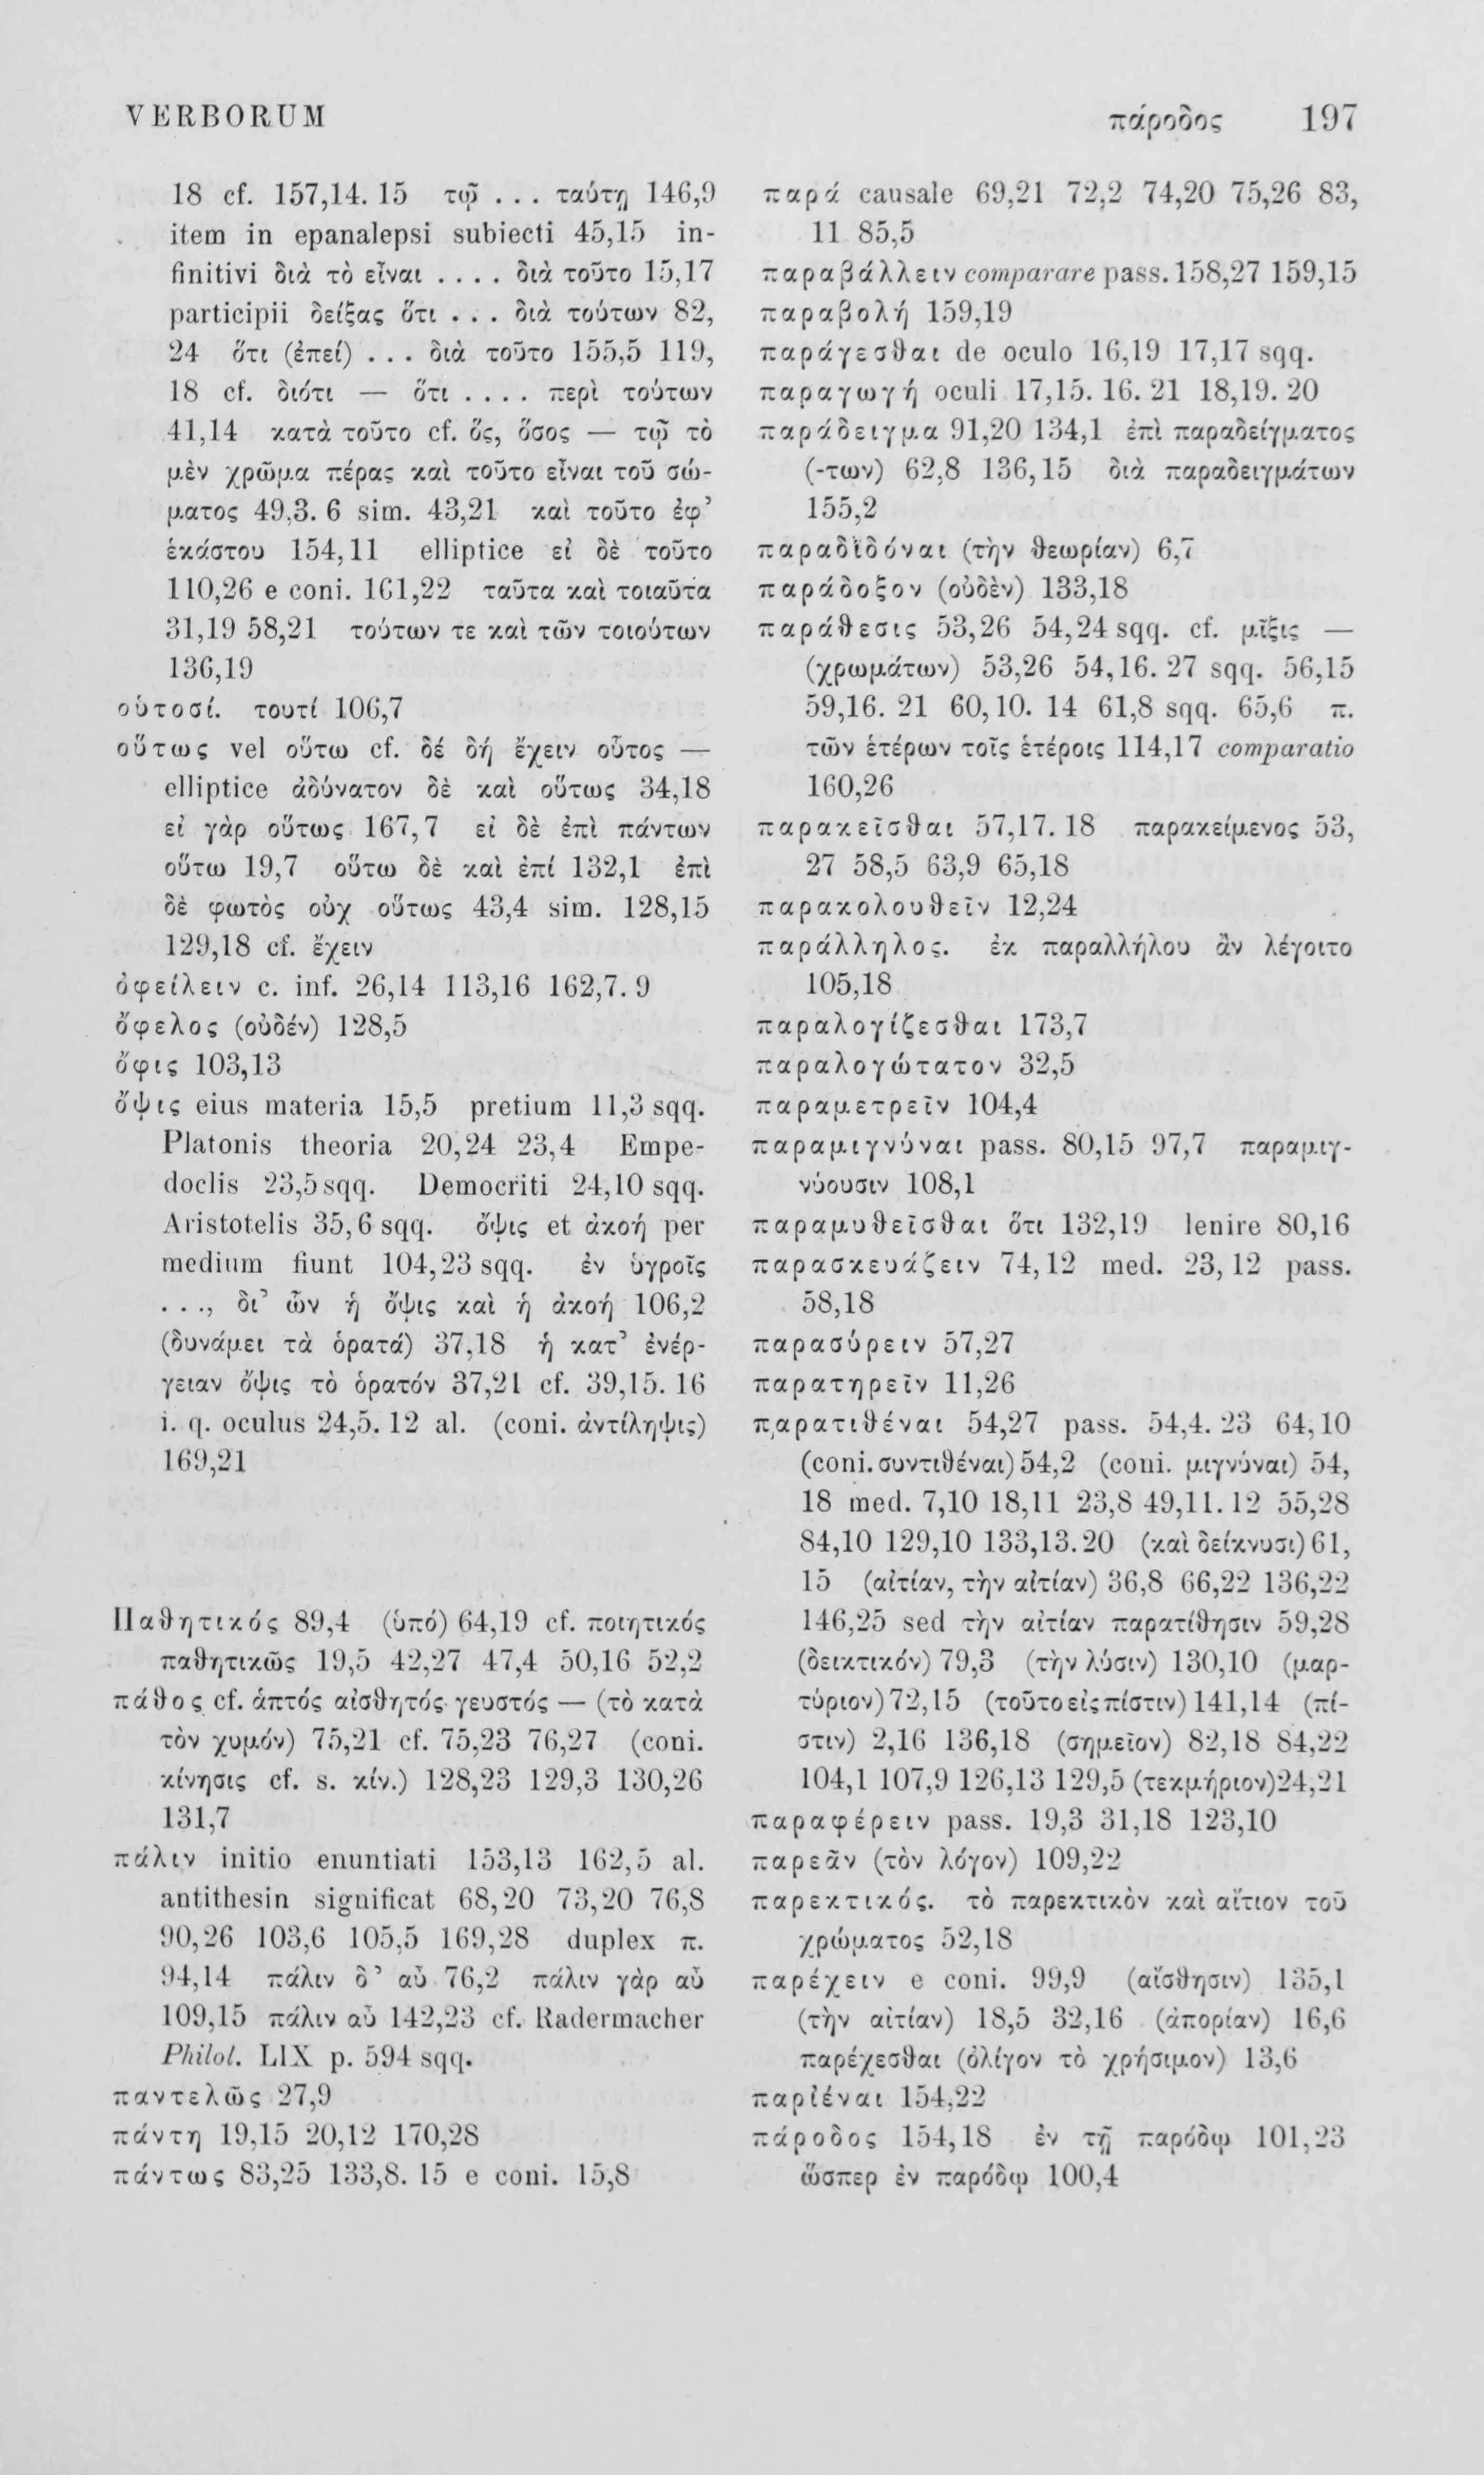 VERBORUM
πάροδος 197
18 cf. 157,14. 15 τῷ . . . ταύτῃ 146,9
item in epanalepsi subiecti 45,15 in-
finitivi διὰ τὸ εἶναι . . . . διὰ τοῦτο 15,17
participii δείξας ὅτι . . . διὰ τούτων 82,
24 ὅτι (ἐπεί) . . . διὰ τοῦτο 155,5 119,
18 cf. διότι — ὅτι . . . . περὶ τούτων
41,14 κατὰ τοῦτο cf. ὅς, ὅσος — τῷ τὸ
μὲν χρῶμα πέρας καὶ τοῦτο εἶναι τοῦ σώ-
ματος 49,3. 6 sim. 43,21 καὶ τοῦτο ἐφ’
ἑκάστου 154,11 elliptice εἰ δὲ τοῦτο
110,26 e coni. 161,22 ταῦτα καὶ τοιαῦτα
31,19 58,21 τούτων τε καὶ τῶν τοιούτων
136,19
οὑτοσί. τουτί 106,7
οὕτως vel οὕτω cf. δέ δή ἔχειν οὗτος —
elliptice ἀδύνατον δὲ καὶ οὕτως 34,18
εἰ γὰρ οὕτως 167,7 εἰ δὲ ἐπὶ πάντων
οὕτω 19,7 οὕτω δὲ καὶ ἐπί 132,1 ἐπὶ
δὲ φωτὸς οὐχ οὕτως 43,4 sim. 128,15
129,18 cf. ἔχειν
ὀφείλειν c. inf. 26,14 113,16 162,7. 9
ὄφελος (οὐδέν) 128,5
ὄφις 103,13
ὄψις eius materia 15,5 pretium 11,3 sqq.
Platonis theoria 20,24 23,4 Empe-
doclis 23,5 sqq. Democriti 24,10 sqq.
Aristotelis 35,6 sqq. ὄψις et ἀκοή per
medium fiunt 104,23 sqq. ἐν ὑγροῖς
. . ., δι’ ὧν ἡ ὄψις καὶ ἡ ἀκοή 106,2
(δυνάμει τὰ ὁρατά) 37,18 ἡ κατ’ ἐνέρ-
γειαν ὄψις τὸ ὁρατόν 37,21 cf. 39,15. 16
i. q. oculus 24,5. 12 al. (coni. ἀντίληψις)
169,21
Παθητικός 89,4 (ὑπό) 64,19 cf. ποιητικός
παθητικῶς 19,5 42,27 47,4 50,16 52,2
πάθος cf. ἁπτός αἰσθητός γευστός — (τὸ κατὰ
τὸν χυμόν) 75,21 cf. 75,23 76,27 (coni.
κίνησις cf. s. κίν.) 128,23 129,3 130,26
131,7
πάλιν initio enuntiati 153,13 162,5 al.
antithesin significat 68,20 73,20 76,8
90,26 103,6 105,5 169,28 duplex π.
94,14 πάλιν δ’ αὖ 76,2 πάλιν γὰρ αὖ
109,15 πάλιν αὖ 142,23 cf. Radermacher
Philol. LIX p. 594 sqq.
παντελῶς 27,9
πάντη 19,15 20,12 170,28
πάντως 83,25 133,8. 15 e coni. 15,8
παρά causale 69,21 72,2 74,20 75,26 83,
11 85,5
παραβάλλειν comparare pass. 158,27 159,15
παραβολή 159,19
παράγεσθαι de oculo 16,19 17,17 sqq.
παραγωγή oculi 17,15. 16. 21 18,19. 20
παράδειγμα 91,20 134,1 ἐπὶ παραδείγματος
(-των) 62,8 136,15 διὰ παραδειγμάτων
155,2
παραδιδόναι (τὴν θεωρίαν) 6,7
παράδοξον (οὐδὲν) 133,18
παράθεσις 53,26 54,24 sqq. cf. μῖξις —
(χρωμάτων) 53,26 54,16. 27 sqq. 56,15
59,16. 21 60,10. 14 61,8 sqq. 65,6 π.
τῶν ἑτέρων τοῖς ἑτέροις 114,17 comparatio
160,26
παρακεῖσθαι 57,17. 18 παρακείμενος 53,
27 58,5 63,9 65,18
παρακολουθεῖν 12,24
παράλληλος. ἐκ παραλλήλου ἂν λέγοιτο
105,18
παραλογίζεσθαι 173,7
παραλογώτατον 32,5
παραμετρεῖν 104,4
παραμιγνύναι pass. 80,15 97,7 παραμιγ-
νύουσιν 108,1
παραμυθεῖσθαι ὅτι 132,19 lenire 80,16
παρασκευάζειν 74,12 med. 23,12 pass.
58,18
παρασύρειν 57,27
παρατηρεῖν 11,26
παρατιθέναι 54,27 pass. 54,4. 23 64,10
(coni. συντιθέναι) 54,2 (coni. μιγνύναι) 54,
18 med. 7,10 18,11 23,8 49,11. 12 55,28
84,10 129,10 133,13. 20 (καὶ δείκνυσι) 61,
15 (αἰτίαν, τὴν αἰτίαν) 36,8 66,22 136,22
146,25 sed τὴν αἰτίαν παρατίθησιν 59,28
(δεικτικόν) 79,3 (τὴν λύσιν) 130,10 (μαρ-
τύριον) 72,15 (τοῦτο εἰς πίστιν) 141,14 (πί-
στιν) 2,16 136,18 (σημεῖον) 82,18 84,22
104,1 107,9 126,13 129,5 (τεκμήριον) 24,21
παραφέρειν pass. 19,3 31,18 123,10
παρεᾶν (τὸν λόγον) 109,22
παρεκτικός. τὸ παρεκτικὸν καὶ αἴτιον τοῦ
χρώματος 52,18
παρέχειν e coni. 99,9 (αἴσθησιν) 135,1
(τὴν αἰτίαν) 18,5 32,16 (ἀπορίαν) 16,6
παρέχεσθαι (ὀλίγον τὸ χρήσιμον) 13,6
παριέναι 154,22
πάροδος 154,18 ἐν τῇ παρόδῳ 101,23
ὥσπερ ἐν παρόδῳ 100,4